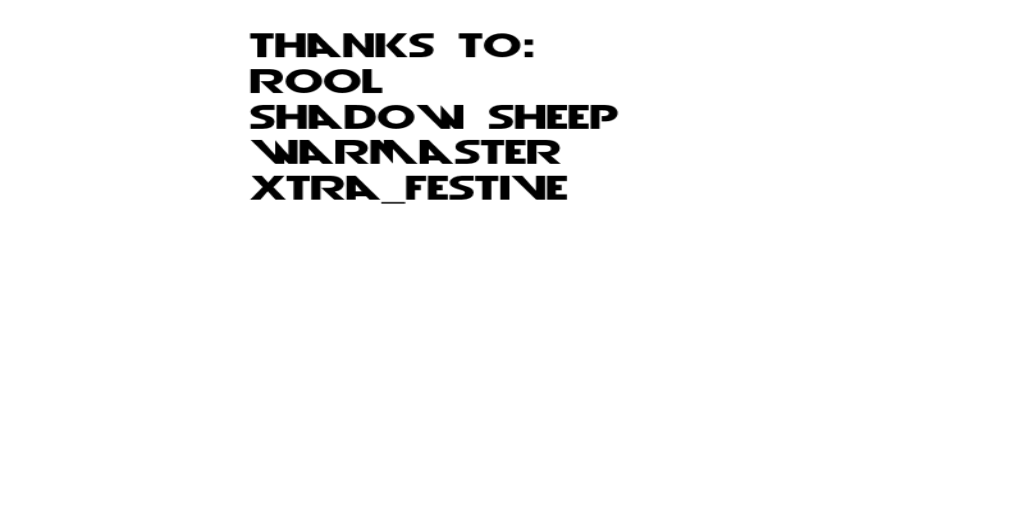 THANKS TO:
ROOL
SHADOW SHEEP
WARMASTER
XTRA_FESTIVE